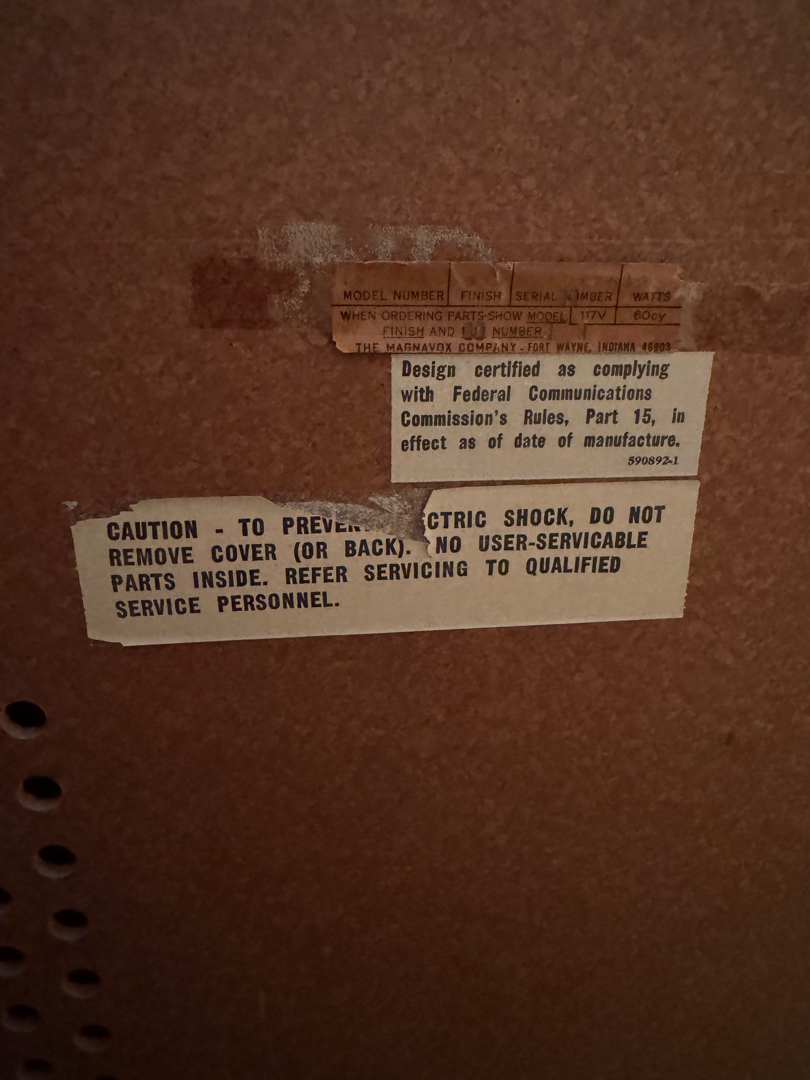 MODEL NUMBER FINISH SERIAL NUMBER WATTS
WHEN ORDERING PARTS-SHOW MODEL 117V 60cy
FINISH AND NUMBER.
THE MAGNAVOX COMPANY - FORT WAYNE, INDIANA
Design certified as complying
with Federal Communications
Commission's Rules, Part 15, in
effect as of date of manufacture.
590892-1
CAUTION - TO CTRIC SHOCK, DO NOT
REMOVE COVER (OR BACK). NO USER-SERVICABLE
PARTS INSIDE. REFER SERVICING TO QUALIFIED
SERVICE PERSONNEL.